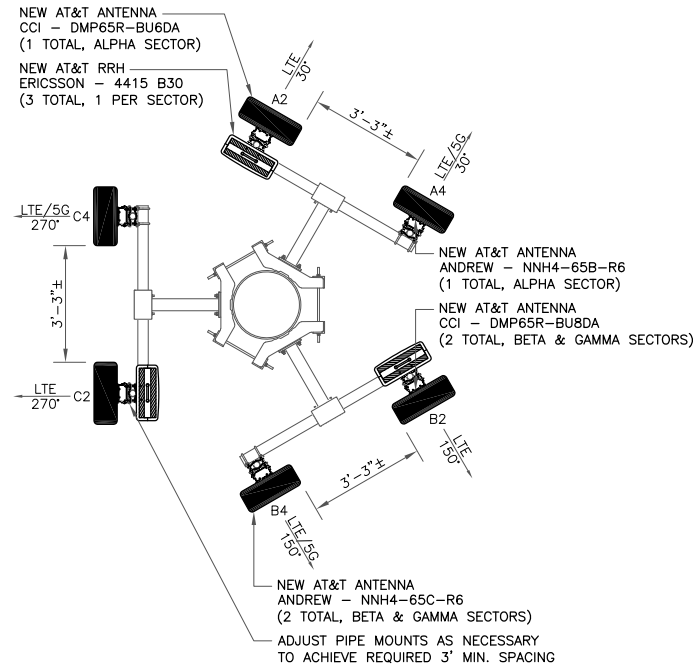 NEW AT&T ANTENNA
CCI – DMP65R–BU6DA
(1 TOTAL, ALPHA SECTOR)
NEW AT&T RRH
ERICSSON – 4415 B30
(3 TOTAL, 1 PER SECTOR)
LTE
30°
A2
3'-3"±
LTE/5G
30°
A4
LTE/5G
270°
C4
3'-3"±
NEW AT&T ANTENNA
ANDREW – NNH4–65B–R6
(1 TOTAL, ALPHA SECTOR)
NEW AT&T ANTENNA
CCI – DMP65R–BU8DA
(2 TOTAL, BETA & GAMMA SECTORS)
LTE
270°
C2
B2
LTE
150°
3'-3"±
B4
LTE/5G
150°
NEW AT&T ANTENNA
ANDREW – NNH4–65C–R6
(2 TOTAL, BETA & GAMMA SECTORS)
ADJUST PIPE MOUNTS AS NECESSARY
TO ACHIEVE REQUIRED 3' MIN. SPACING